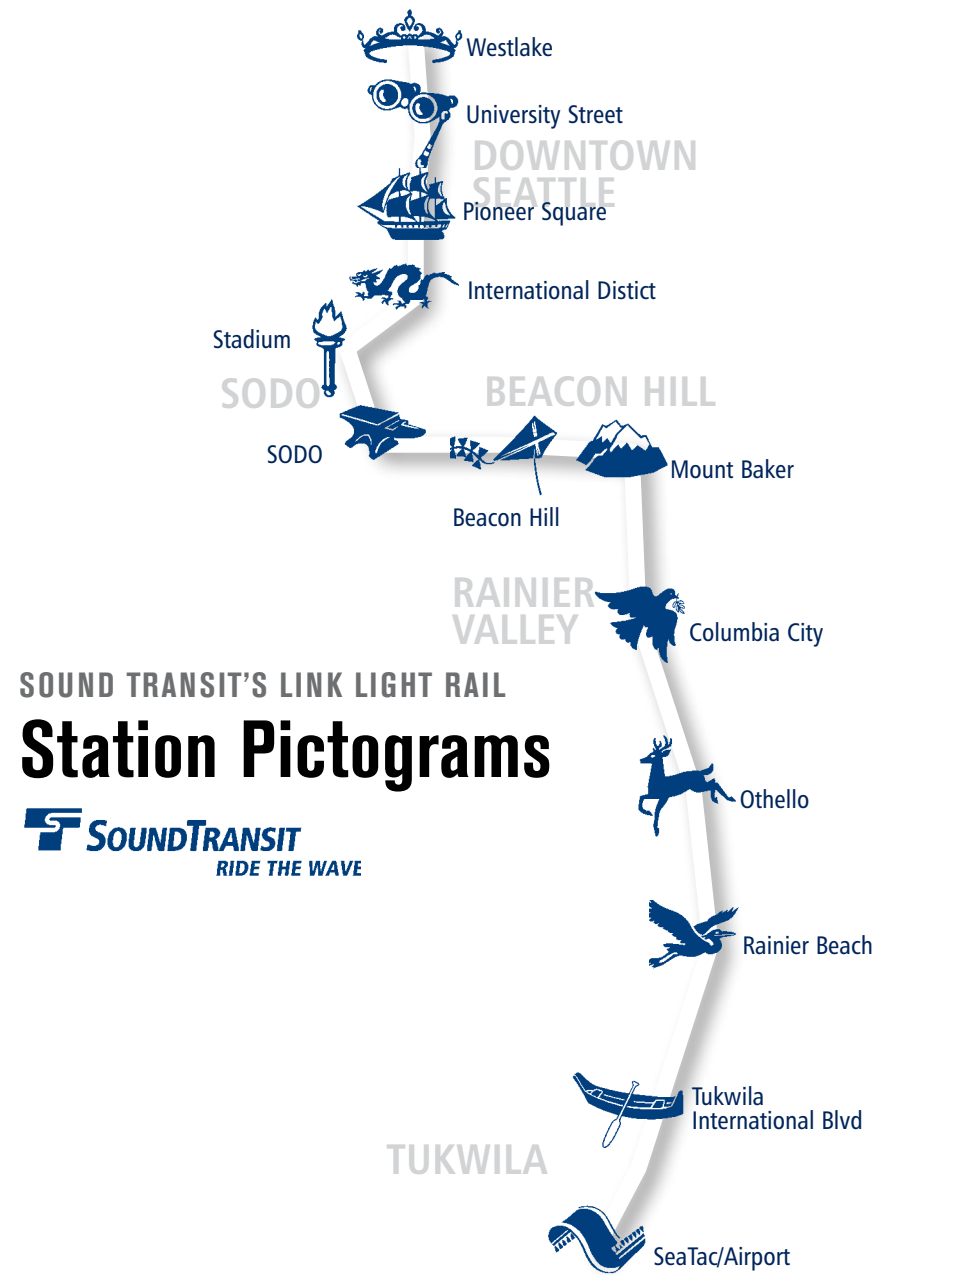 Westlake
University Street
DOWNTOWN
SEATTLE
Pioneer Square
International Distict
Stadium
SODO
BEACON HILL
SODO
Mount Baker
Beacon Hill
RAINIER
VALLEY
Columbia City
SOUND TRANSIT'S LINK LIGHT RAIL
Station Pictograms
Othello
SOUNDTRANSIT
RIDE THE WAVE
Rainier Beach
Tukwila
International Blvd
TUKWILA
SeaTac/Airport